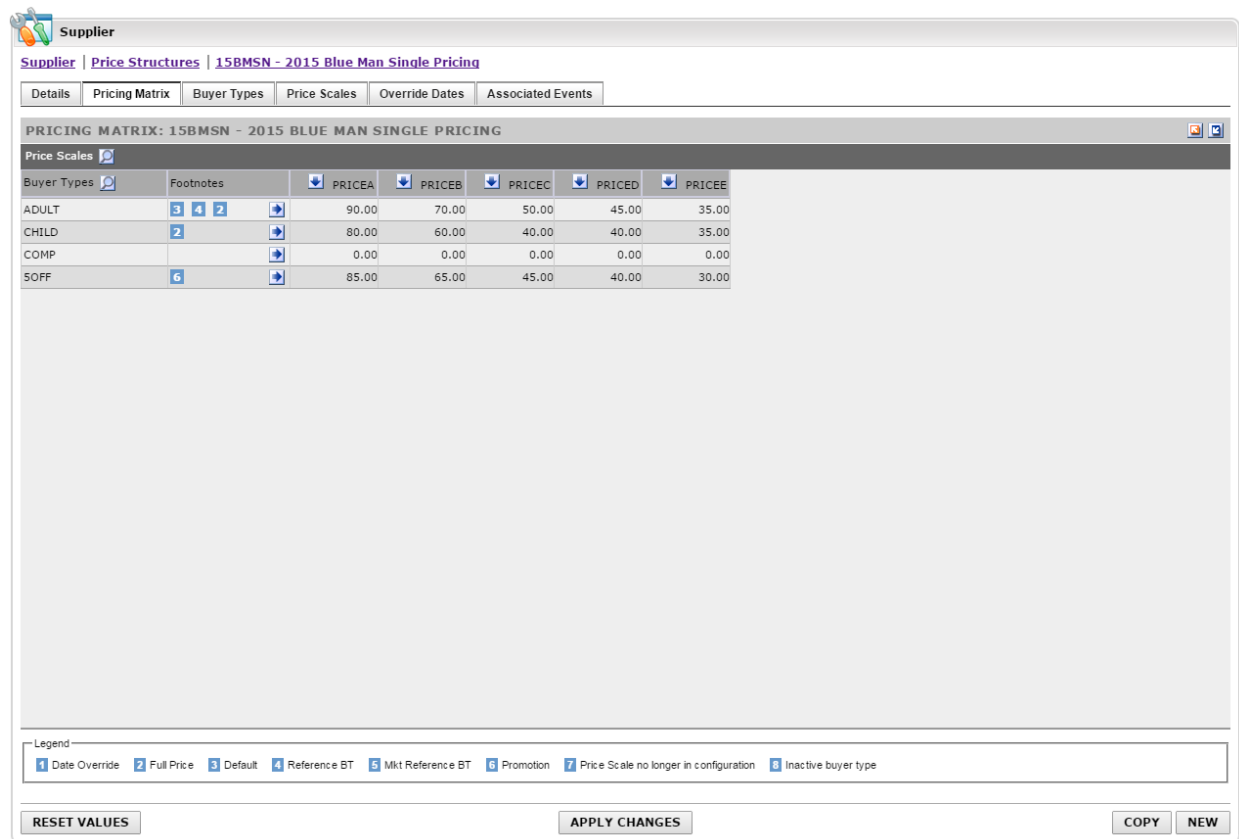 Supplier
Supplier | Price Structures | 15BMSN - 2015 Blue Man Single Pricing
Details Pricing Matrix Buyer Types Price Scales Override Dates Associated Events
PRICING MATRIX: 15BMSN - 2015 BLUE MAN SINGLE PRICING
Price Scales
Buyer Types Footnotes PRICEA PRICEB PRICEC PRICED PRICEE
ADULT 3 4 2 90.00 70.00 50.00 45.00 35.00
CHILD 2 80.00 60.00 40.00 40.00 35.00
COMP 0.00 0.00 0.00 0.00 0.00
5OFF 6 85.00 65.00 45.00 40.00 30.00
Legend
1 Date Override 2 Full Price 3 Default 4 Reference BT 5 Mkt Reference BT 6 Promotion 7 Price Scale no longer in configuration 8 Inactive buyer type
RESET VALUES APPLY CHANGES COPY NEW